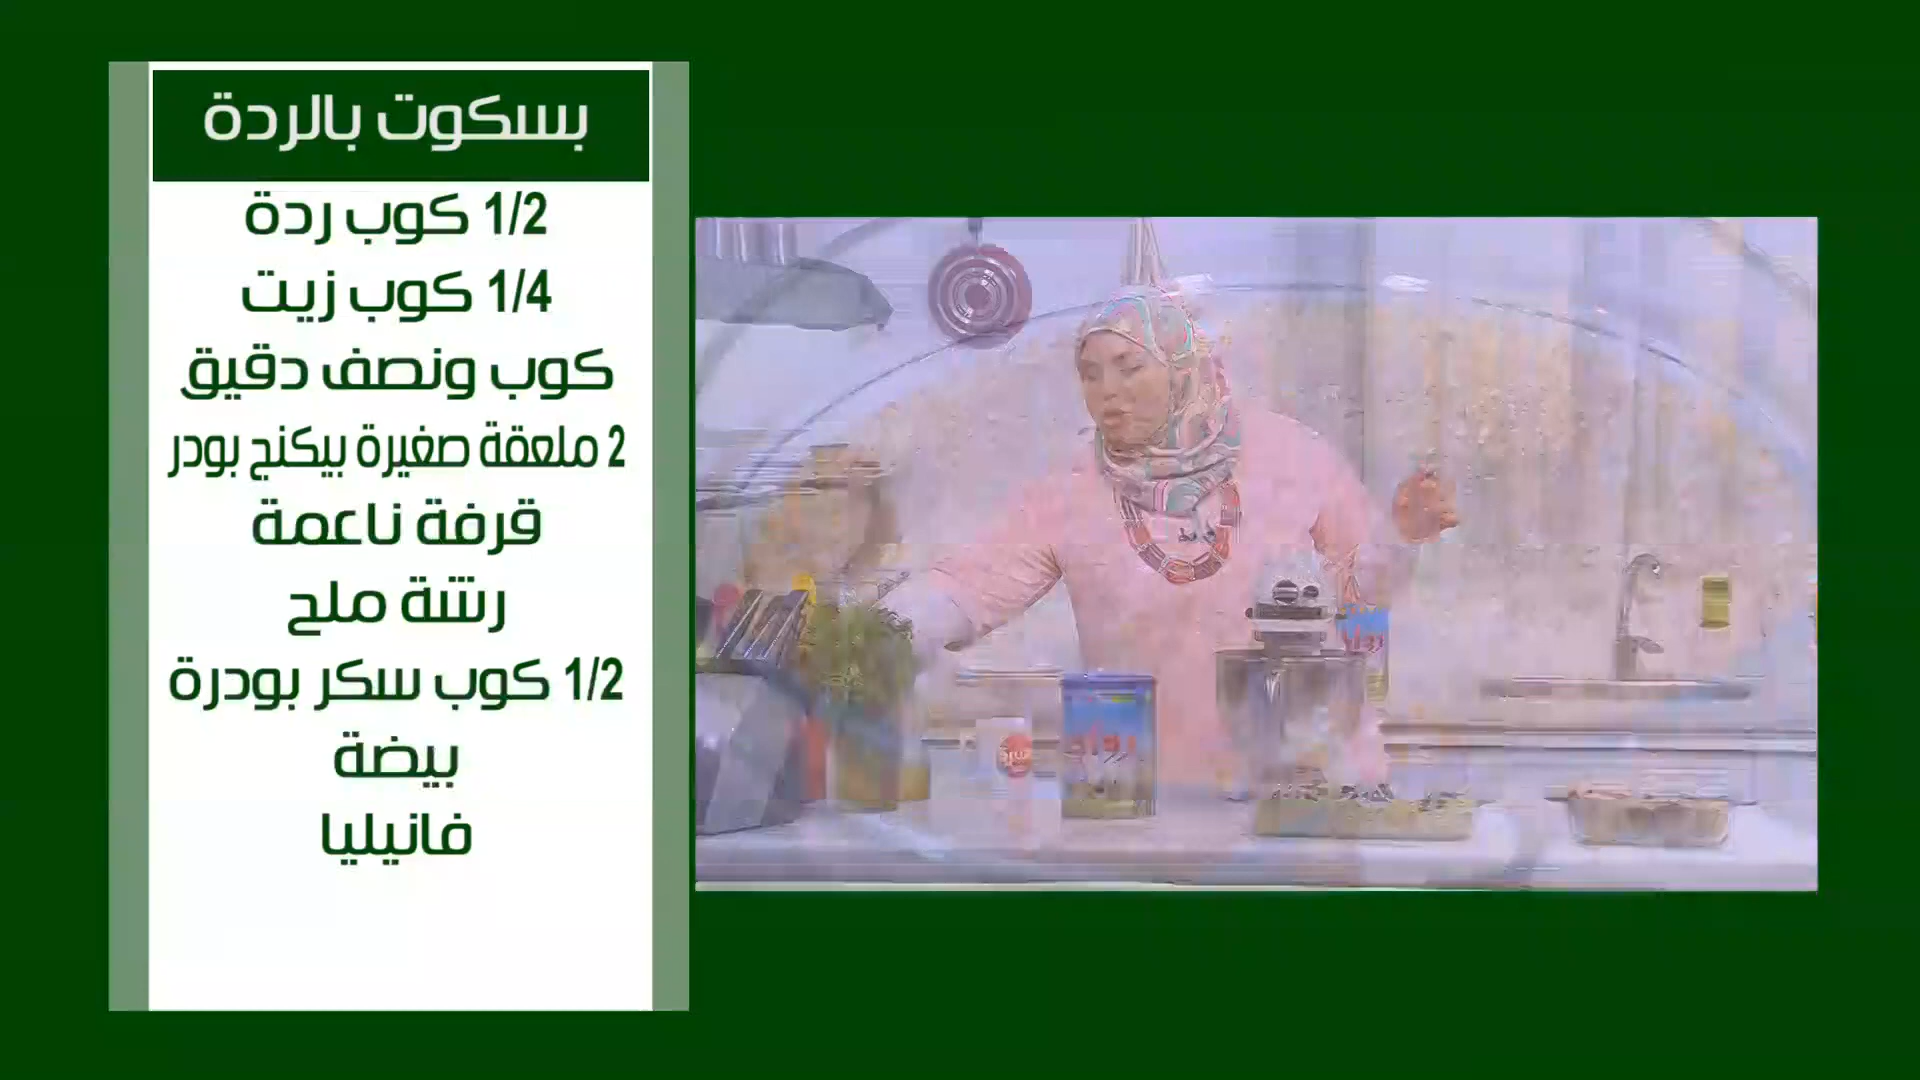 بسكوت بالردة
1/2 كوب ردة
1/4 كوب زيت
كوب ونصف دقيق
2 ملعقة صغيرة بيكنج بودر
قرفة ناعمة
رشة ملح
1/2 كوب سكر بودرة
بيضة
فانيليا